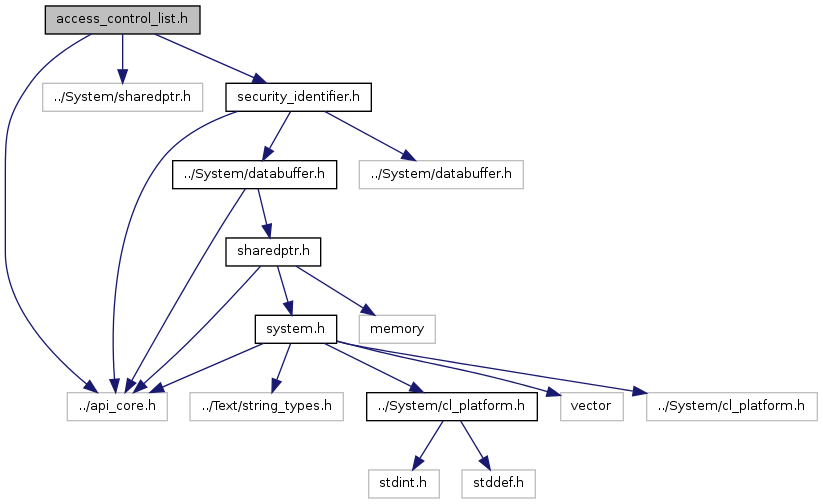 access_control_list.h
../System/sharedptr.h
security_identifier.h
../System/databuffer.h
../System/databuffer.h
sharedptr.h
system.h
memory
../api_core.h
../Text/string_types.h
../System/cl_platform.h
vector
../System/cl_platform.h
stdint.h
stddef.h